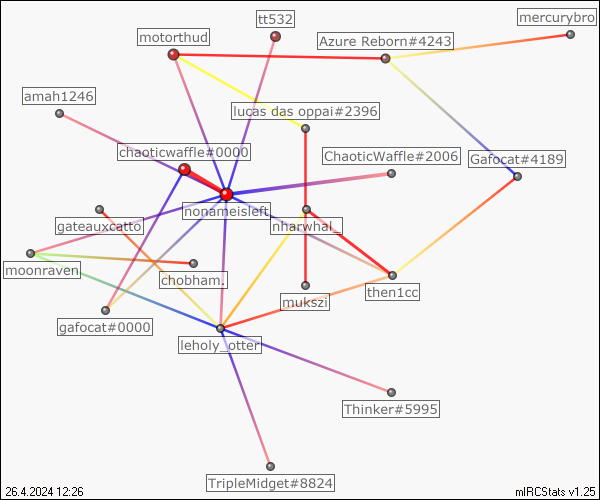 tt532
mercurybro
motorthud
Azure Reborn#4243
amah1246
lucas das oppai#2396
chaoticwaffle#0000
ChaoticWaffle#2006
Gafocat#4189
nonameisleft
gateauxcatto
nharwhal_
moonraven
chobham.
then1cc
mukszi
gafocat#0000
leholy_otter
Thinker#5995
TripleMidget#8824
26.4.2024 12:26
mIRCStats v1.25